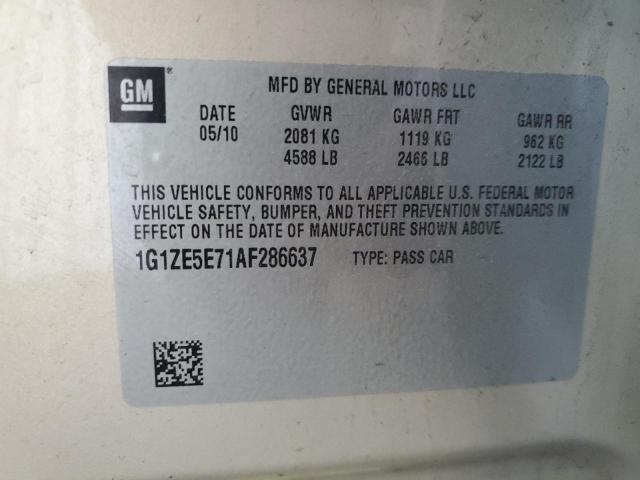 GM®
MFD BY GENERAL MOTORS LLC
DATE GVWR GAWR FRT GAWR RR
05/10 2081 KG 1119 KG 962 KG
4588 LB 2466 LB 2122 LB
THIS VEHICLE CONFORMS TO ALL APPLICABLE U.S. FEDERAL MOTOR
VEHICLE SAFETY, BUMPER, AND THEFT PREVENTION STANDARDS IN
EFFECT ON THE DATE OF MANUFACTURE SHOWN ABOVE.
1G1ZE5E71AF286637 TYPE: PASS CAR